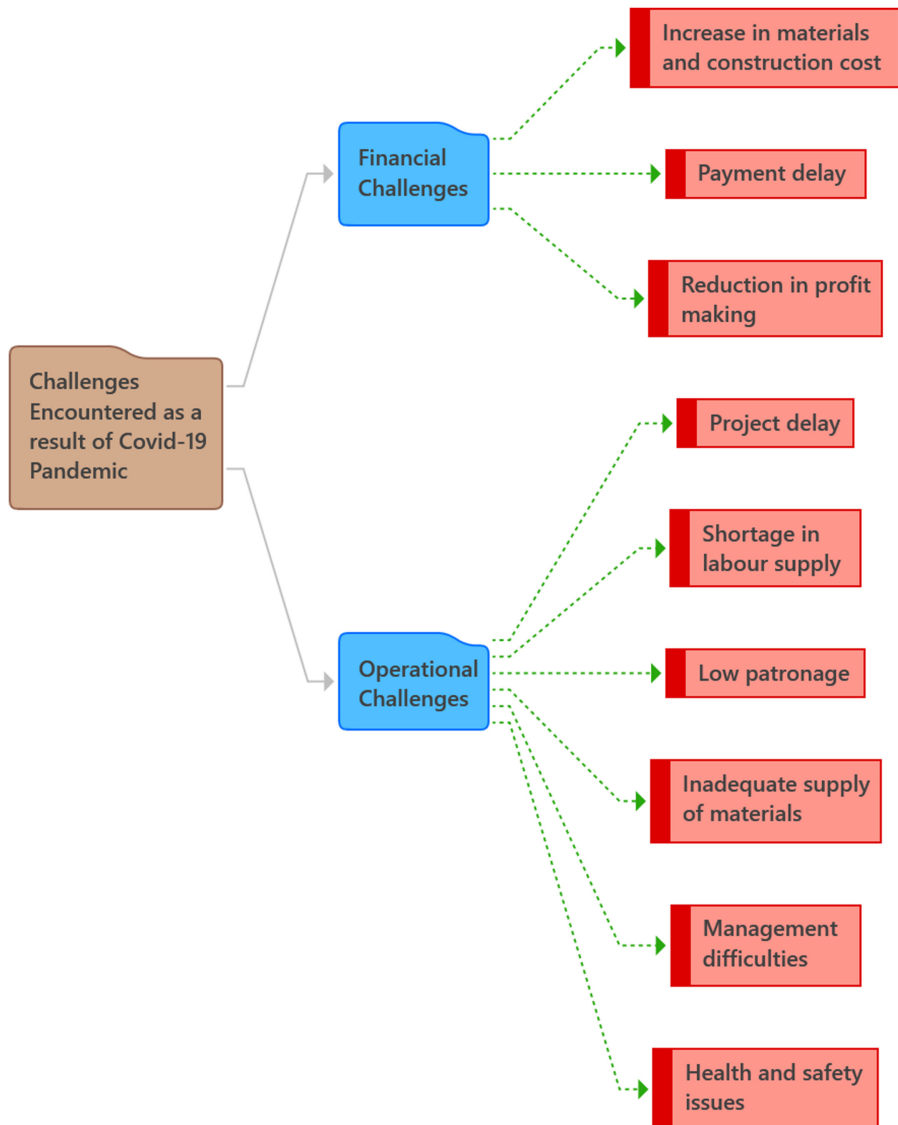 Challenges
Encountered as a
result of Covid-19
Pandemic
Financial
Challenges
Increase in materials
and construction cost
Payment delay
Reduction in profit
making
Operational
Challenges
Project delay
Shortage in
labour supply
Low patronage
Inadequate supply
of materials
Management
difficulties
Health and safety
issues